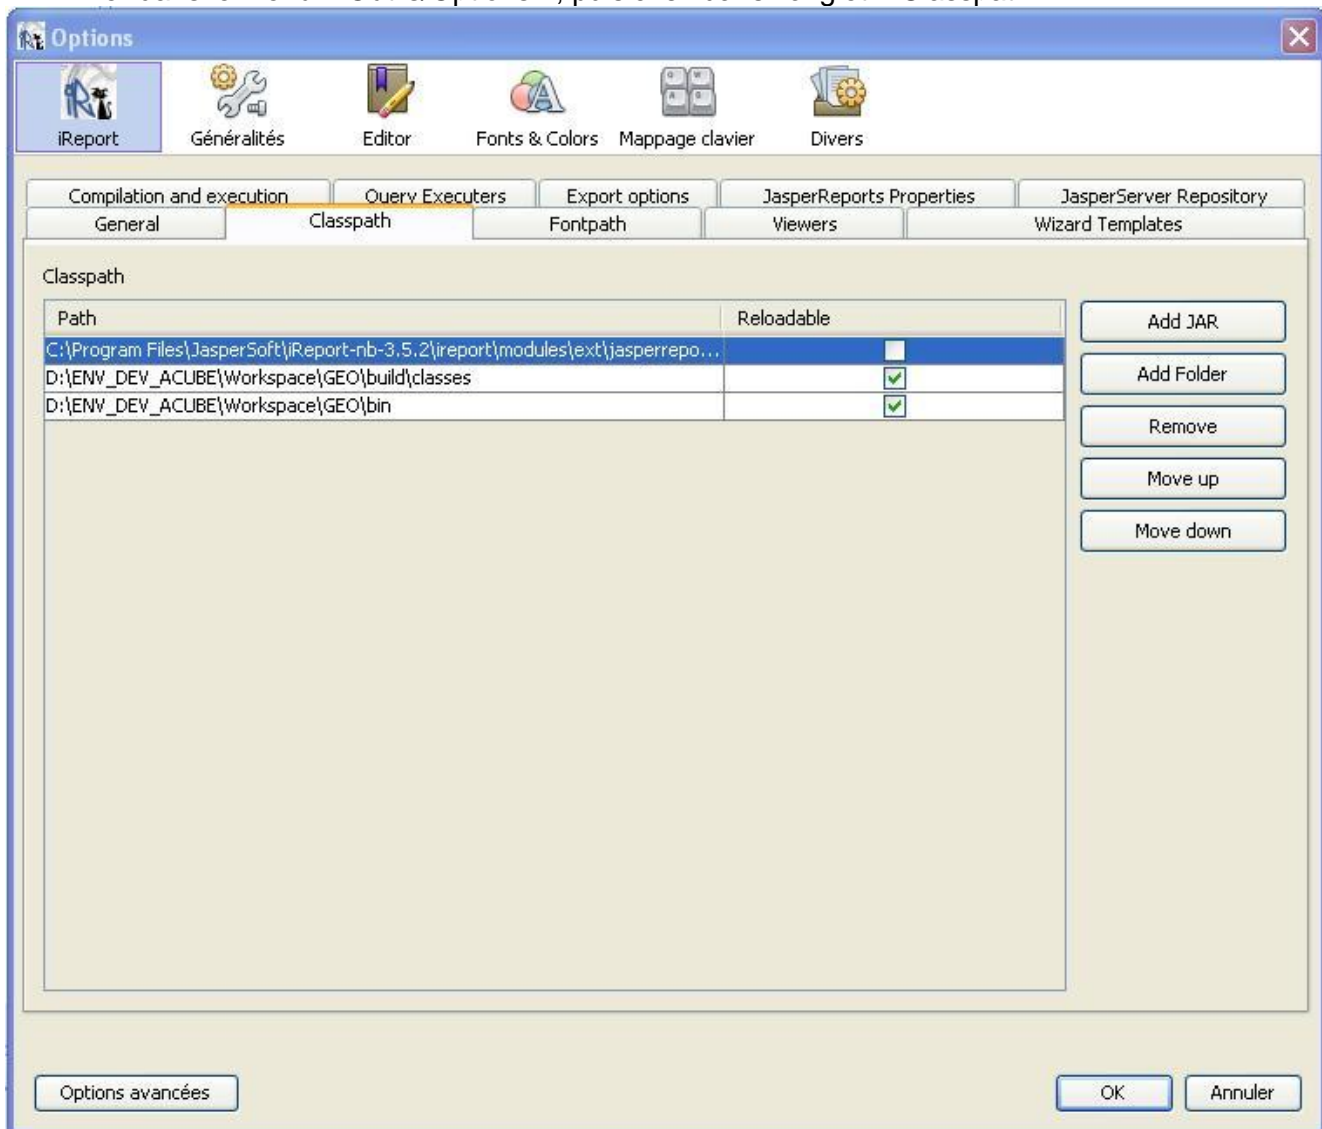 Options
iReport Généralités Editor Fonts & Colors Mappage clavier Divers
Compilation and execution Query Executers Export options JasperReports Properties JasperServer Repository
General Classpath Fontpath Viewers Wizard Templates
Classpath
Path Reloadable
C:\Program Files\JasperSoft\iReport-nb-3.5.2\ireport\modules\ext\jasperrepo...
D:\ENV_DEV_ACUBE\Workspace\GEO\build\classes
D:\ENV_DEV_ACUBE\Workspace\GEO\bin
Add JAR
Add Folder
Remove
Move up
Move down
Options avancées OK Annuler